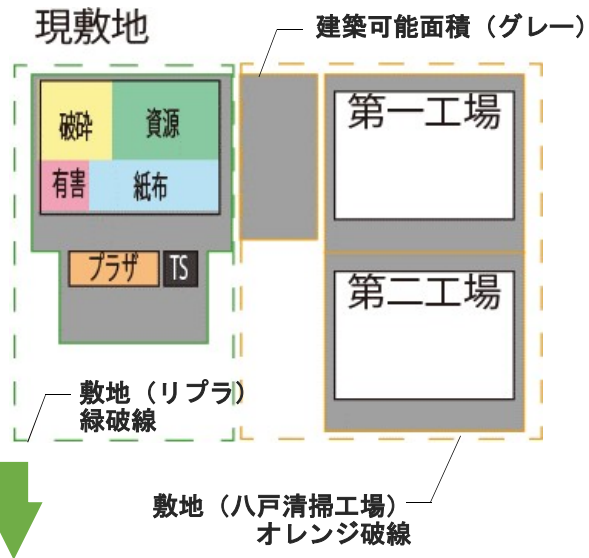 現敷地
建築可能面積（グレー）
破砕
資源
有害
紙布
プラザ
TS
第一工場
第二工場
敷地（リプラ）
緑破線
敷地（八戸清掃工場）
オレンジ破線